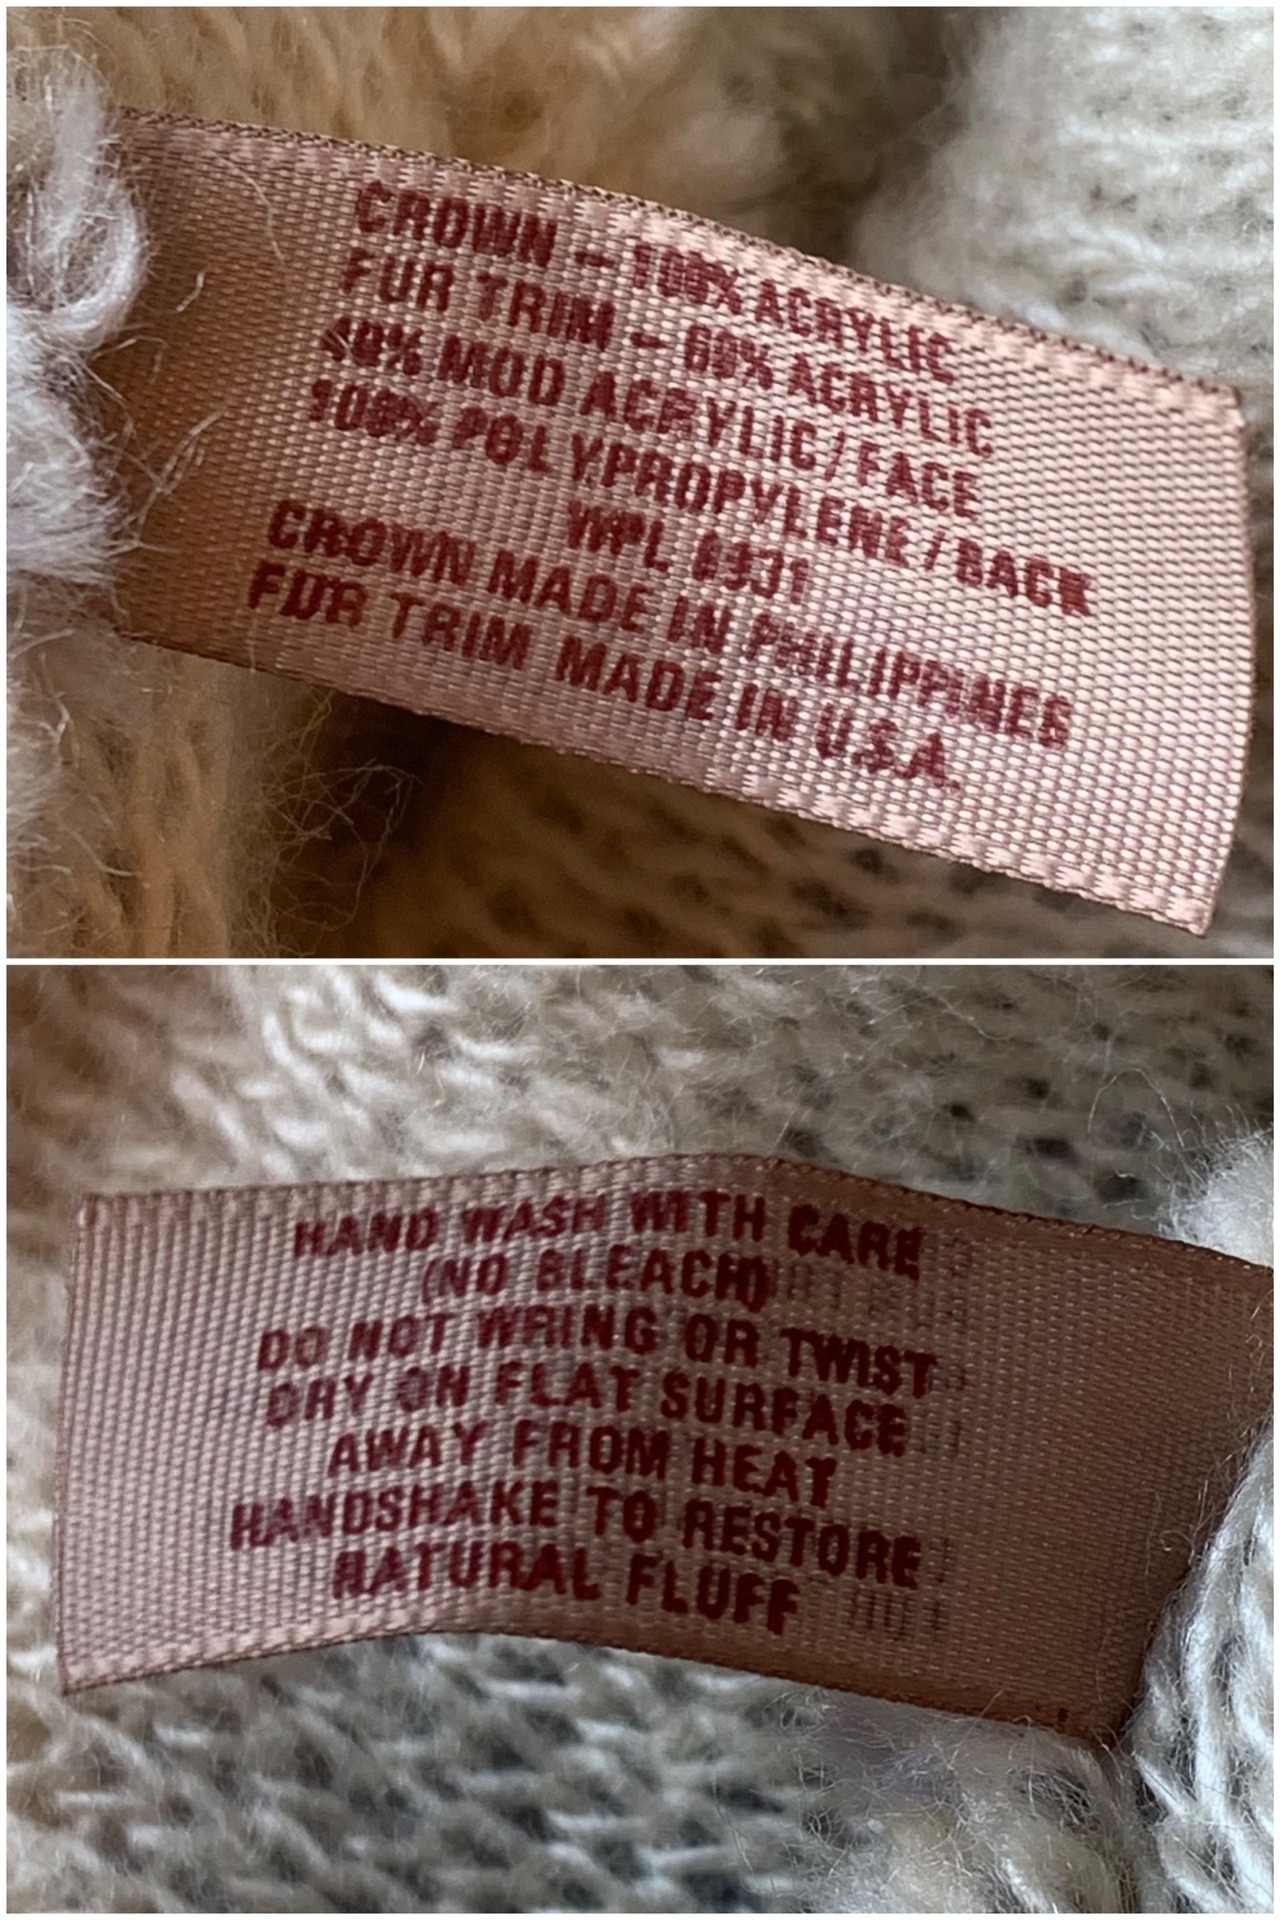 CROWN - 100% ACRYLIC
FUR TRIM - 60% ACRYLIC
40% MOD ACRYLIC / FACE
100% POLYPROPYLENE / BACK
WPL
CROWN MADE IN PHILIPPINES
FUR TRIM MADE IN U.S.A.
HAND WASH WITH CARE
(NO BLEACH)
DO NOT WRING OR TWIST
DRY ON FLAT SURFACE
AWAY FROM HEAT
HANDSHAKE TO RESTORE
NATURAL FLUFF